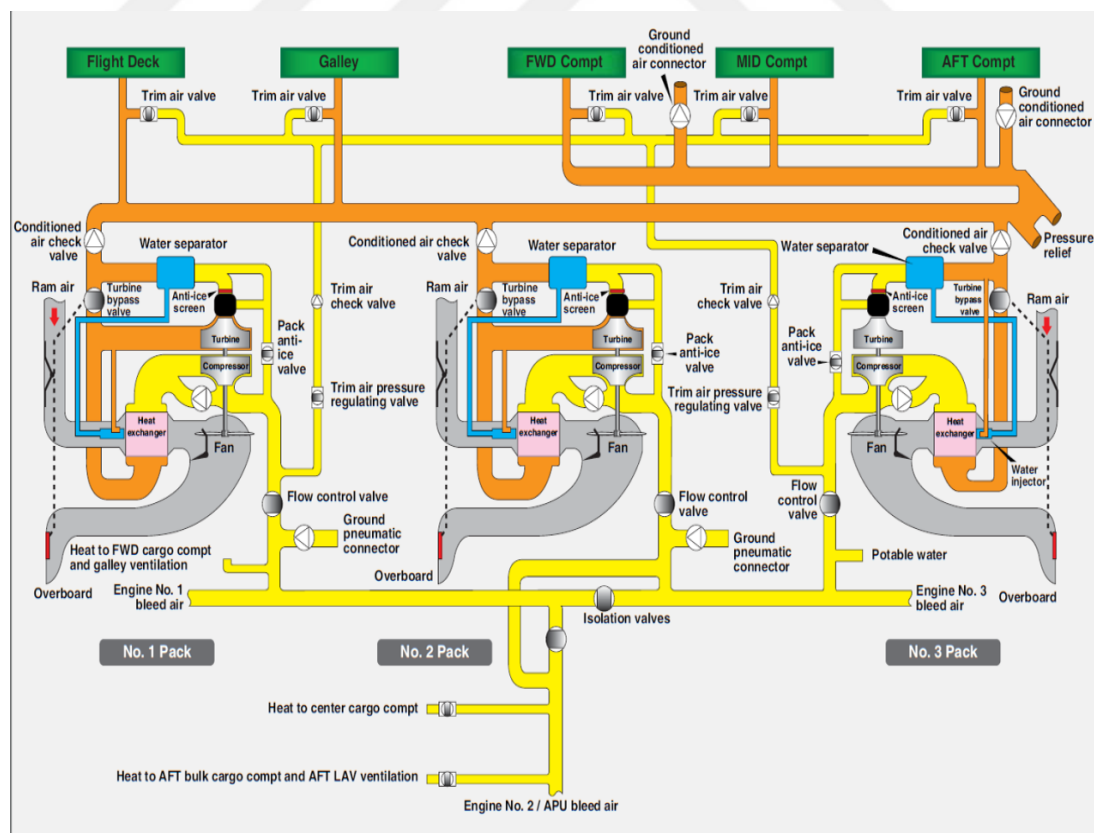 Flight Deck
Galley
FWD Compt
Ground
conditioned
air connector
MID Compt
AFT Compt
Trim air valve
Trim air valve
Trim air valve
Trim air valve
Trim air valve
Ground
conditioned
air connector
Conditioned
air check
valve
Water separator
Conditioned air check
valve
Water separator
Water separator
Conditioned air
check valve
Pressure
relief
Ram air
Turbine
bypass
valve
Anti-ice
screen
Trim air
check valve
Ram air
Turbine
bypass
valve
Anti-ice
screen
Trim air
check valve
Anti-ice
screen
Turbine
bypass
valve
Ram air
Pack
anti-
ice
valve
Turbine
Compressor
Turbine
Compressor
Pack
anti-ice
valve
Pack
anti-ice
valve
Turbine
Compressor
Trim air pressure
regulating valve
Trim air pressure
regulating valve
Heat
exchanger
Fan
Heat
exchanger
Fan
Fan
Heat
exchanger
Water
injector
Flow control valve
Flow control
valve
Flow
control
valve
Ground
pneumatic
connector
Ground
pneumatic
connector
Heat to FWD cargo compt
and galley ventilation
Potable water
Overboard
Overboard
Overboard
Engine No. 1
bleed air
Engine No. 3
bleed air
Isolation valves
No. 1 Pack
No. 2 Pack
No. 3 Pack
Heat to center cargo compt
Heat to AFT bulk cargo compt and AFT LAV ventilation
Engine No. 2 / APU bleed air